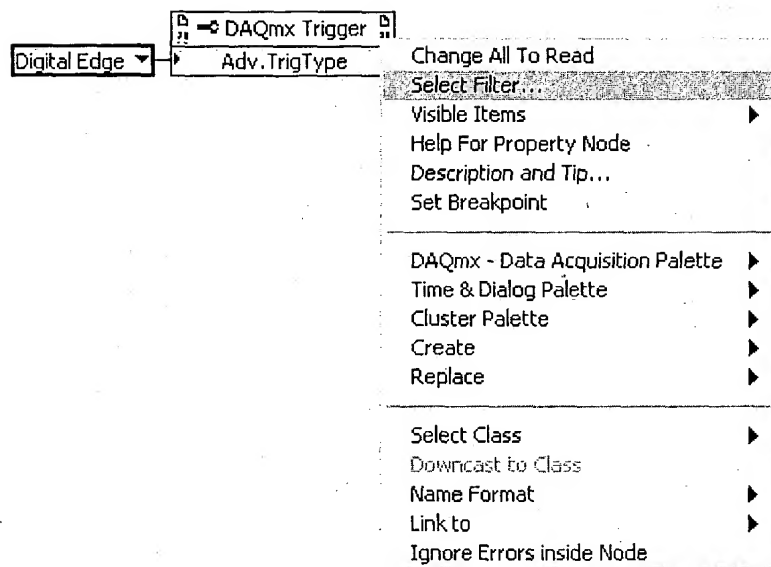 DAQmx Trigger
Digital Edge
Adv.TrigType
Change All To Read
Select Filter...
Visible Items
Help For Property Node
Description and Tip...
Set Breakpoint
DAQmx - Data Acquisition Palette
Time & Dialog Palette
Cluster Palette
Create
Replace
Select Class
Downcast to Class
Name Format
Link to
Ignore Errors inside Node